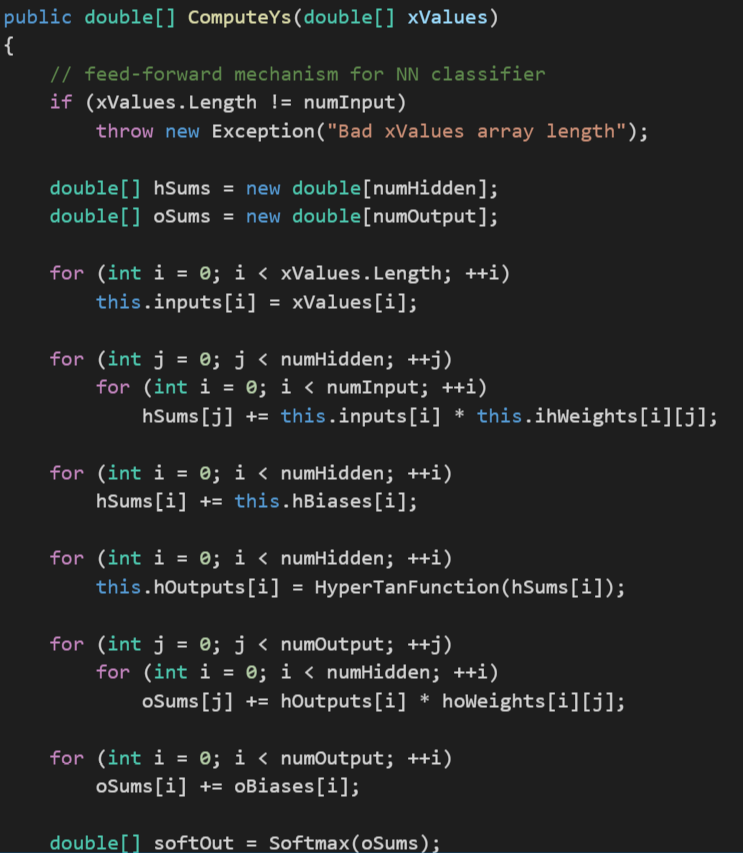 public double[] ComputeYs(double[] xValues)
{
    // feed-forward mechanism for NN classifier
    if (xValues.Length != numInput)
        throw new Exception("Bad xValues array length");

    double[] hSums = new double[numHidden];
    double[] oSums = new double[numOutput];

    for (int i = 0; i < xValues.Length; ++i)
        this.inputs[i] = xValues[i];

    for (int j = 0; j < numHidden; ++j)
        for (int i = 0; i < numInput; ++i)
            hSums[j] += this.inputs[i] * this.ihWeights[i][j];

    for (int i = 0; i < numHidden; ++i)
        hSums[i] += this.hBiases[i];

    for (int i = 0; i < numHidden; ++i)
        this.hOutputs[i] = HyperTanFunction(hSums[i]);

    for (int j = 0; j < numOutput; ++j)
        for (int i = 0; i < numHidden; ++i)
            oSums[j] += hOutputs[i] * hoWeights[i][j];

    for (int i = 0; i < numOutput; ++i)
        oSums[i] += oBiases[i];

    double[] softOut = Softmax(oSums);